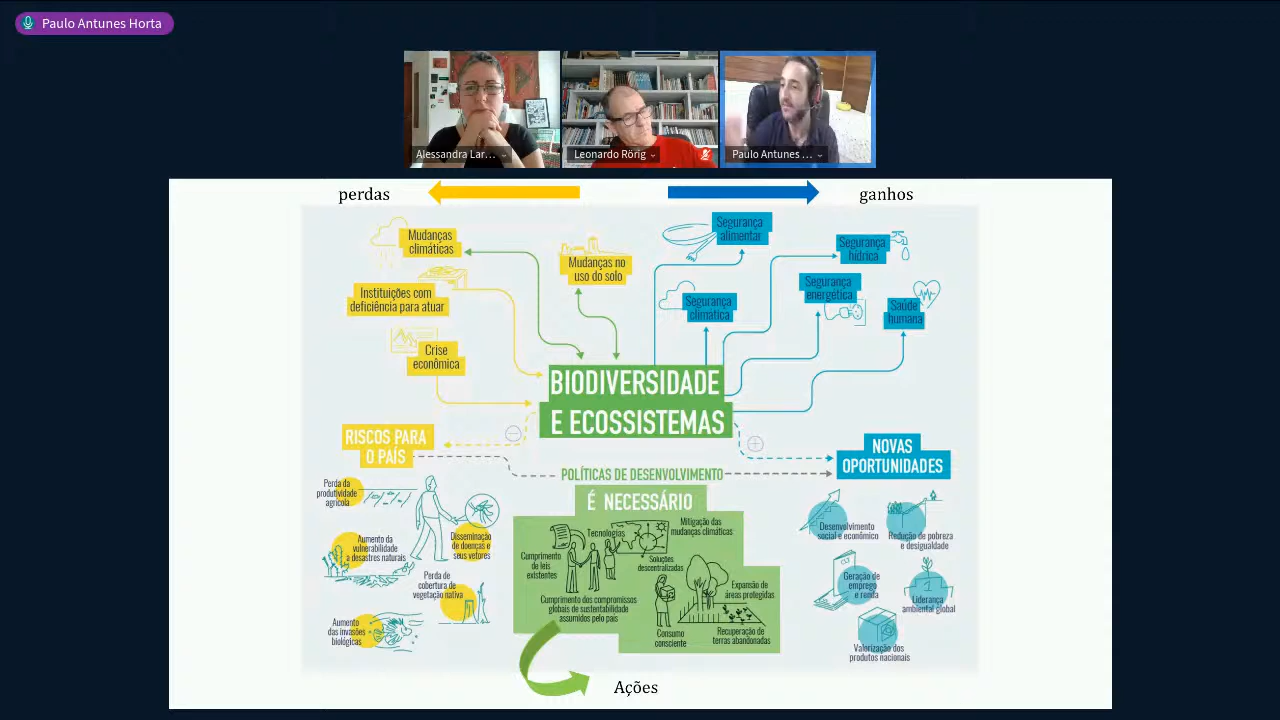 Paulo Antunes Horta
Alessandra Lar...
Leonardo Rörig
Paulo Antunes ...
perdas
ganhos
Mudanças
climáticas
Mudanças no
uso do solo
Segurança
alimentar
Segurança
hídrica
Instituições com
deficiência para atuar
Segurança
climática
Segurança
energética
Saúde
humana
Crise
econômica
BIODIVERSIDADE
E ECOSSISTEMAS
RISCOS PARA
O PAÍS
NOVAS
OPORTUNIDADES
POLÍTICAS DE DESENVOLVIMENTO
É NECESSÁRIO
Perda da
produtividade
agrícola
Disseminação
de doenças e
seus vetores
Aumento da
vulnerabilidade
a desastres naturais
Perda de
cobertura de
vegetação nativa
Aumento
das invasões
biológicas
Cumprimento
de leis
existentes
Tecnologias
Mitigação das
mudanças climáticas
Soluções
descentralizadas
Cumprimento dos compromissos
globais de sustentabilidade
assumidos pelo país
Expansão de
áreas protegidas
Consumo
consciente
Recuperação de
terras abandonadas
Desenvolvimento
social e econômico
Redução de pobreza
e desigualdade
Geração de
emprego
e renda
1
Liderança
ambiental global
Valorização dos
produtos nacionais
Ações